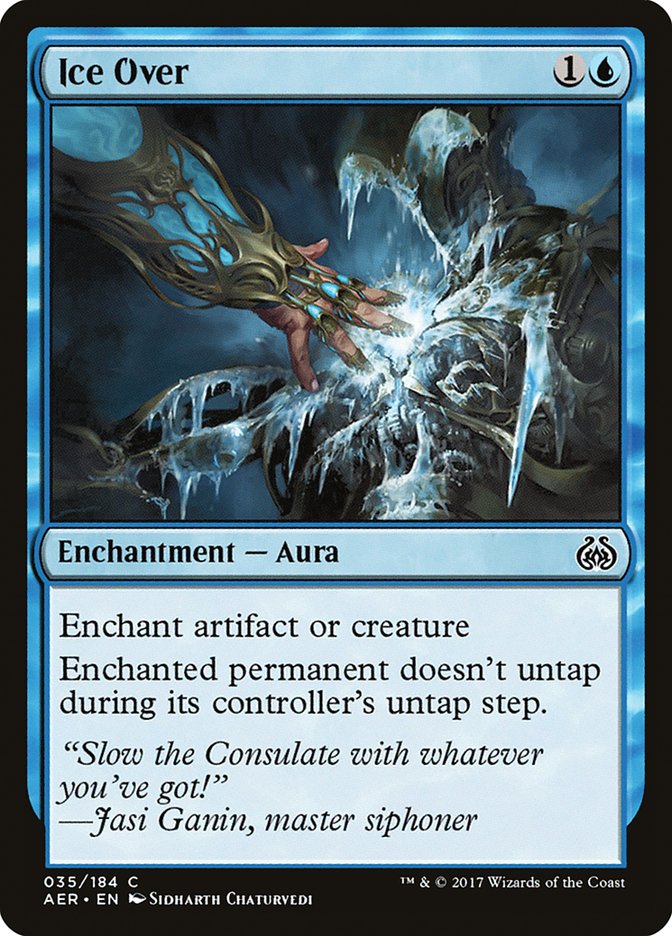 Ice Over 1
Enchantment — Aura
Enchant artifact or creature
Enchanted permanent doesn't untap
during its controller's untap step.
"Slow the Consulate with whatever
you've got!"
—Jasi Ganin, master siphoner
035/184 C ™ & © 2017 Wizards of the Coast
AER • EN Sidharth Chaturvedi